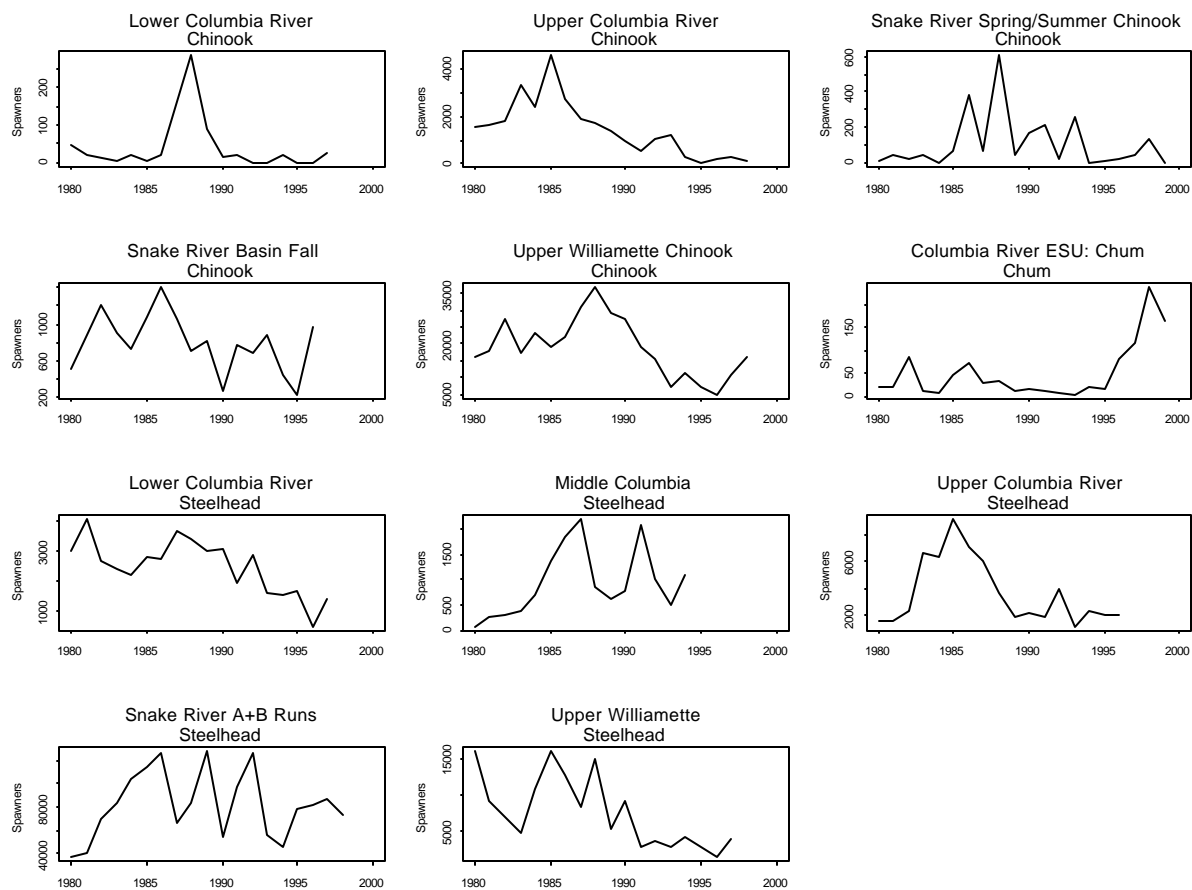 Lower Columbia River
Chinook
Spawners
0 100 200
1980 1985 1990 1995 2000
Upper Columbia River
Chinook
Spawners
0 2000 4000
1980 1985 1990 1995 2000
Snake River Spring/Summer Chinook
Chinook
Spawners
0 200 400 600
1980 1985 1990 1995 2000
Snake River Basin Fall
Chinook
Spawners
200 600 1000
1980 1985 1990 1995 2000
Upper Williamette Chinook
Chinook
Spawners
5000 20000 35000
1980 1985 1990 1995 2000
Columbia River ESU: Chum
Chum
Spawners
0 50 150
1980 1985 1990 1995 2000
Lower Columbia River
Steelhead
Spawners
1000 3000
1980 1985 1990 1995 2000
Middle Columbia
Steelhead
Spawners
0 500 1500
1980 1985 1990 1995 2000
Upper Columbia River
Steelhead
Spawners
2000 6000
1980 1985 1990 1995 2000
Snake River A+B Runs
Steelhead
Spawners
40000 80000
1980 1985 1990 1995 2000
Upper Williamette
Steelhead
Spawners
5000 15000
1980 1985 1990 1995 2000